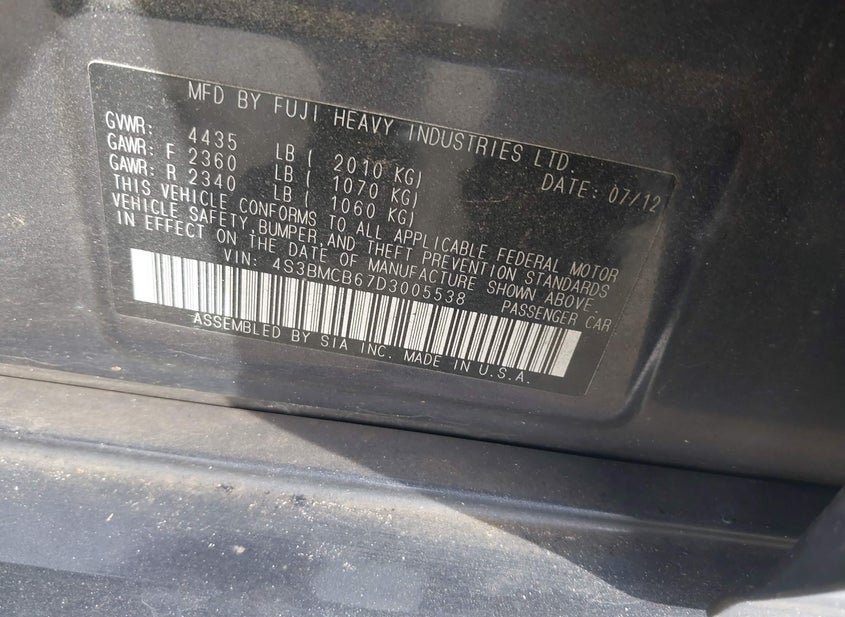 MFD BY FUJI HEAVY INDUSTRIES LTD.
DATE: 07/12
GVWR: 4435 LB ( 2010 KG)
GAWR: F 2360 LB ( 1070 KG)
GAWR: R 2340 LB ( 1060 KG)
THIS VEHICLE CONFORMS TO ALL APPLICABLE FEDERAL MOTOR
VEHICLE SAFETY, BUMPER, AND THEFT PREVENTION STANDARDS
IN EFFECT ON THE DATE OF MANUFACTURE SHOWN ABOVE.
VIN: 4S3BMCB67D3005538 PASSENGER CAR
ASSEMBLED BY SIA INC. MADE IN U.S.A.